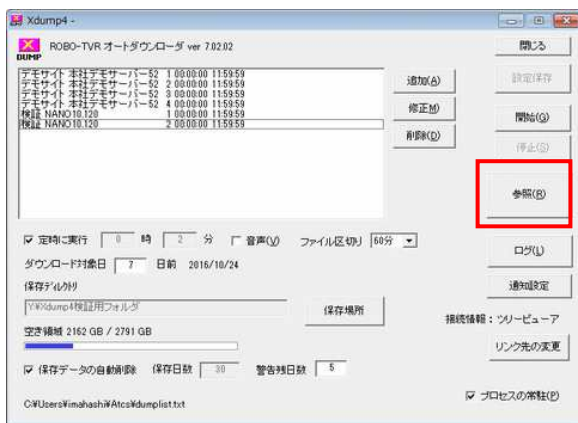 Xdump4 -
DUMP
ROBO-TVR オートダウンローダ ver 7.02.02
閉じる
デモサイト 本社デモサーバー52 1 00:00:00 11:59:59
デモサイト 本社デモサーバー52 2 00:00:00 11:59:59
デモサイト 本社デモサーバー52 3 00:00:00 11:59:59
デモサイト 本社デモサーバー52 4 00:00:00 11:59:59
検証 NANO10.120 1 00:00:00 11:59:59
検証 NANO10.120 2 00:00:00 11:59:59
追加(A)
修正(M)
削除(D)
設定保存
開始(G)
停止(S)
参照(R)
定時に実行 0 時 2 分 音声(V) ファイル区切り 60分
ログ(L)
ダウンロード対象日 7 日前 2016/10/24
保存ディレクトリ
通知設定
Y:¥Xdump4検証用フォルダ
保存場所
接続情報:ツリービューア
空き領域 2162 GB / 2791 GB
リンク先の変更
保存データの自動削除 保存日数 30 警告残日数 5
プロセスの常駐(P)
C:¥Users¥imahashi¥Atcs¥dumplist.txt